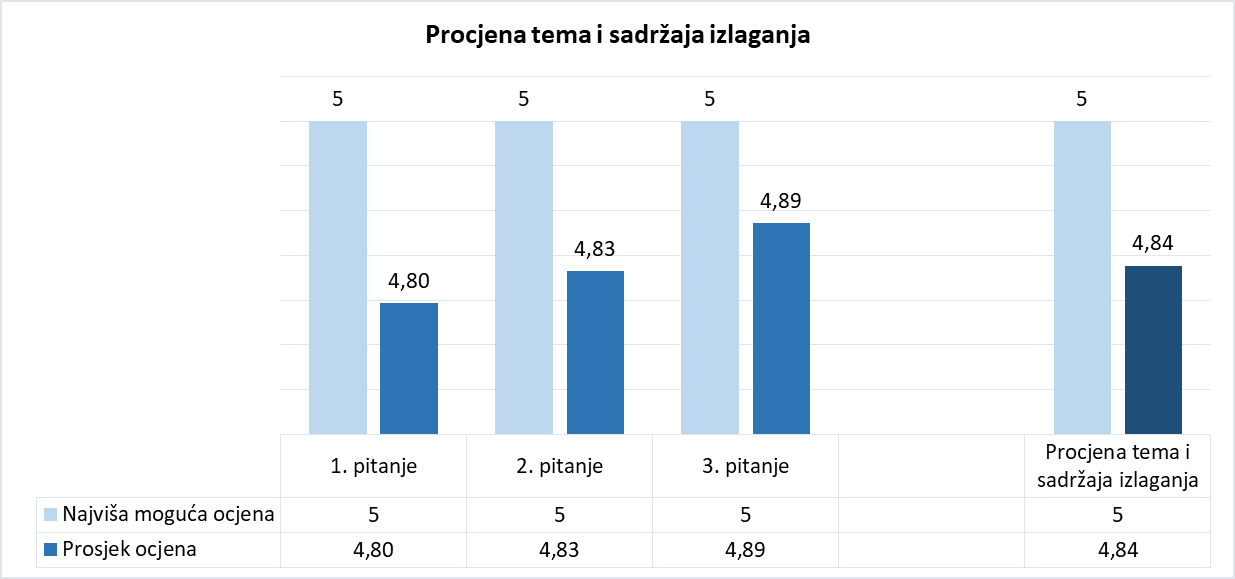 Procjena tema i sadržaja izlaganja
5 5 5 5
4,80 4,83 4,89 4,84
1. pitanje 2. pitanje 3. pitanje Procjena tema i
sadržaja izlaganja
Najviša moguća ocjena 5 5 5 5
Prosjek ocjena 4,80 4,83 4,89 4,84